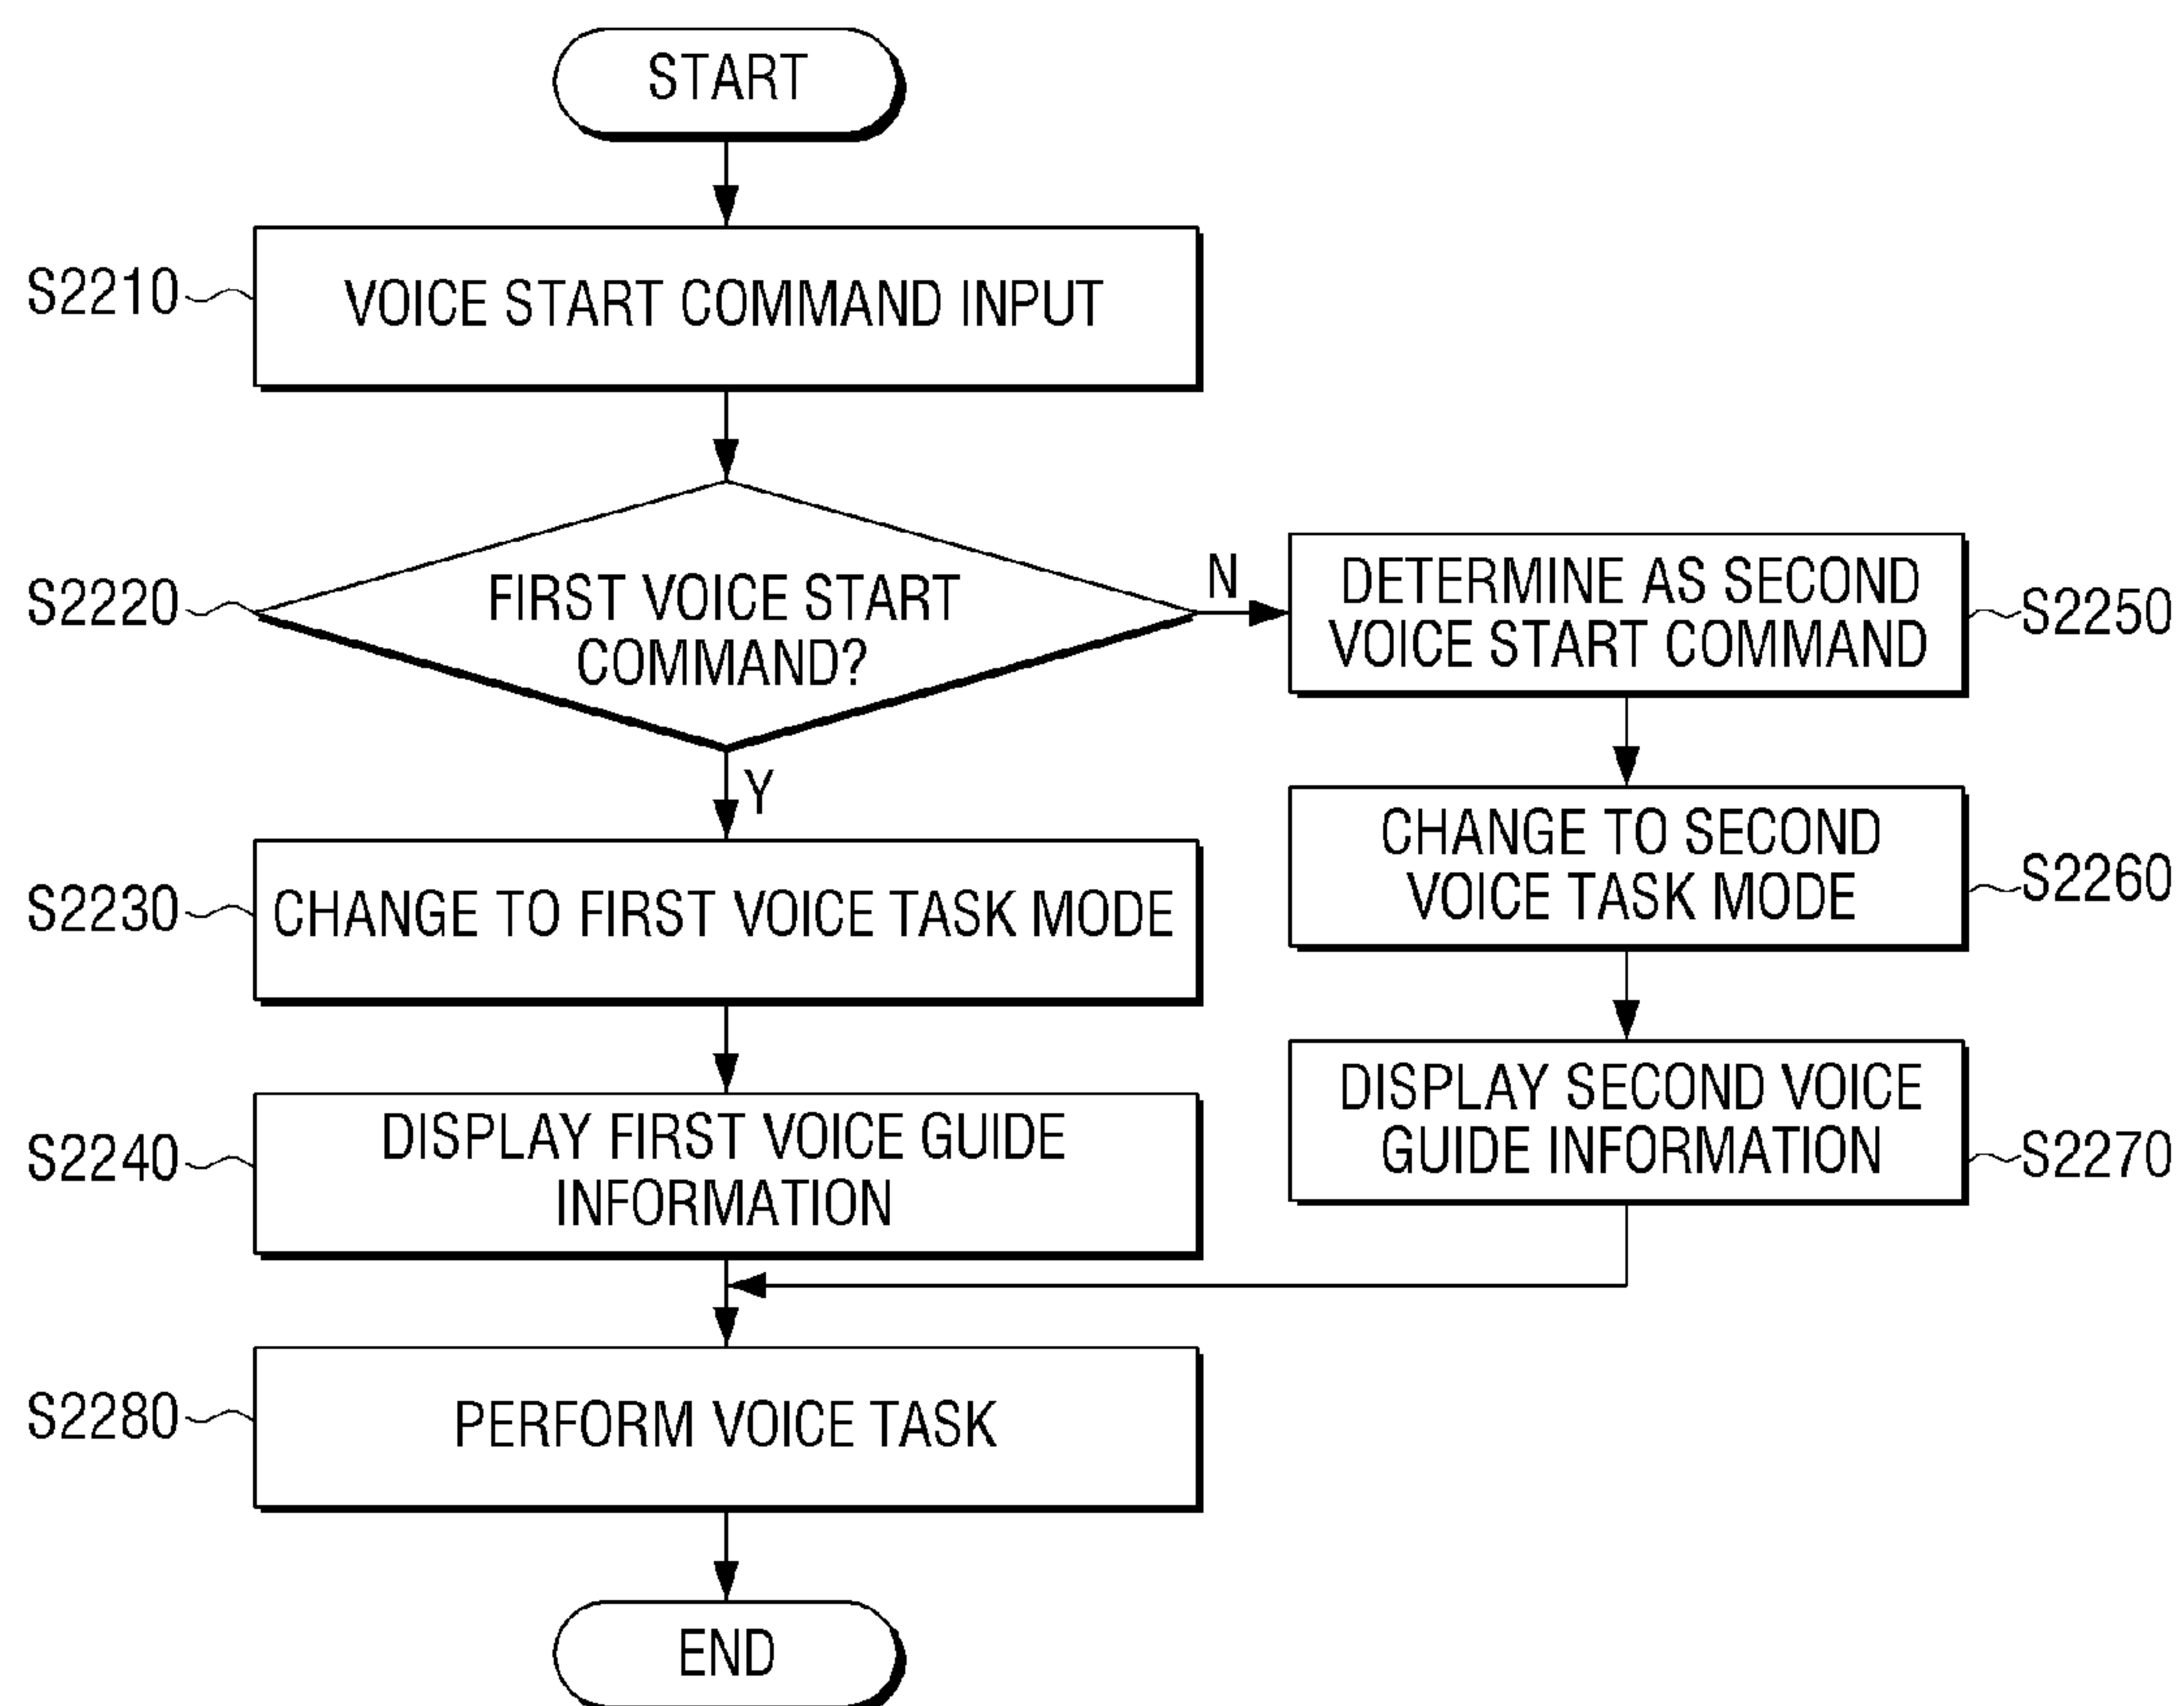 START
S2210
VOICE START COMMAND INPUT
S2220
FIRST VOICE START
COMMAND?
N
Y
DETERMINE AS SECOND
VOICE START COMMAND
S2250
CHANGE TO SECOND
VOICE TASK MODE
S2260
S2230
CHANGE TO FIRST VOICE TASK MODE
DISPLAY SECOND VOICE
GUIDE INFORMATION
S2270
S2240
DISPLAY FIRST VOICE GUIDE
INFORMATION
S2280
PERFORM VOICE TASK
END